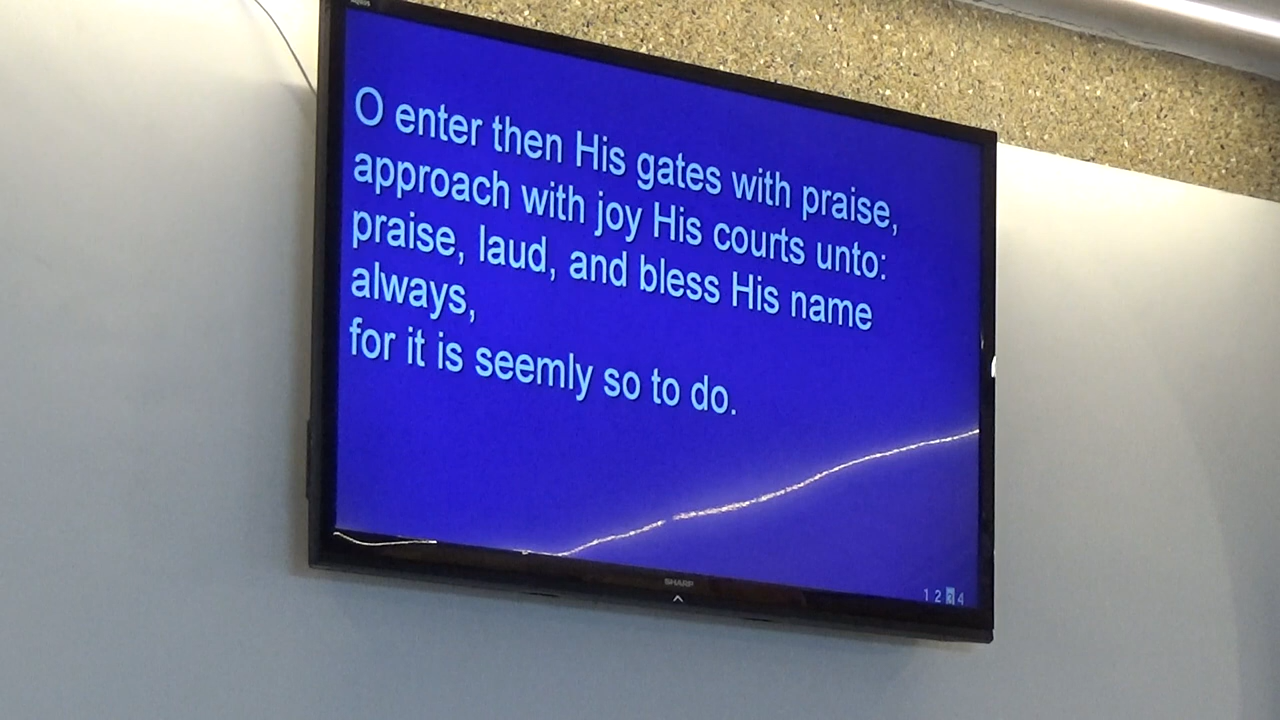 O enter then His gates with praise,
approach with joy His courts unto:
praise, laud, and bless His name
always,
for it is seemly so to do.
SHARP
1 2 3 4